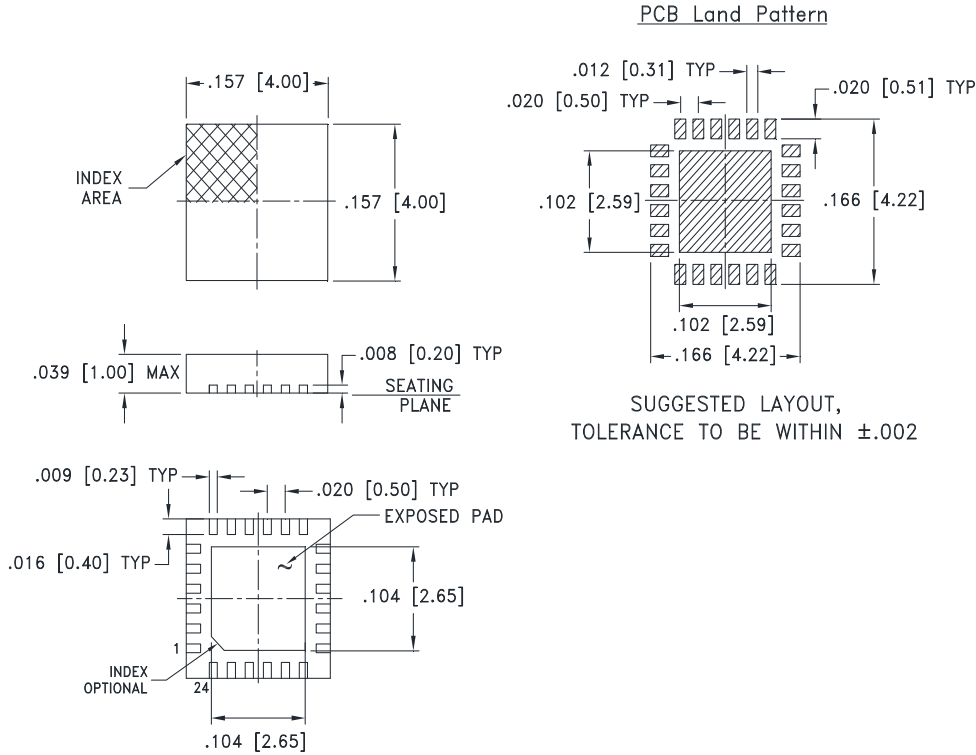 PCB Land Pattern
.157 [4.00]
INDEX
AREA
.157 [4.00]
.012 [0.31] TYP
.020 [0.50] TYP
.020 [0.51] TYP
.102 [2.59]
.166 [4.22]
.102 [2.59]
.166 [4.22]
.039 [1.00] MAX
.008 [0.20] TYP
SEATING
PLANE
SUGGESTED LAYOUT,
TOLERANCE TO BE WITHIN ±.002
.009 [0.23] TYP
.020 [0.50] TYP
EXPOSED PAD
.016 [0.40] TYP
.104 [2.65]
1
INDEX
OPTIONAL
24
.104 [2.65]